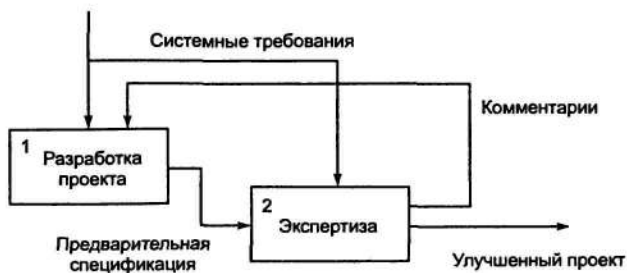 Системные требования
Комментарии
1
Разработка
проекта
2
Экспертиза
Предварительная
спецификация
Улучшенный проект